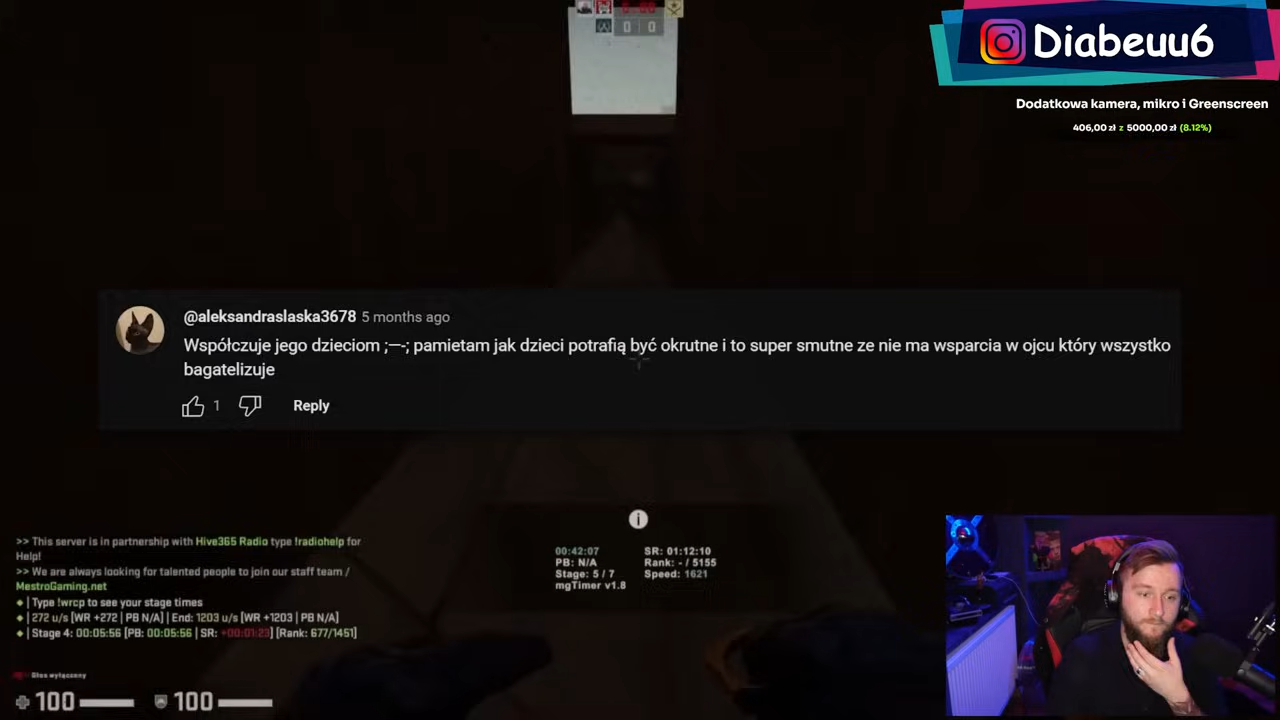 Diabeuu6
Dodatkowa kamera, mikro i Greenscreen
406,00 zł z 5000,00 zł (8.12%)
0 0
@aleksandraslaska3678 5 months ago
Współczuje jego dzieciom ;—-; pamietam jak dzieci potrafią być okrutne i to super smutne ze nie ma wsparcia w ojcu który wszystko
bagatelizuje
1 Reply
>> This server is in partnership with Hive365 Radio type !radiohelp for
Help!
>> We are always looking for talented people to join our staff team /
MestroGaming.net
| Type !wrcp to see your stage times
| 272 u/s [WR +272 | PB N/A] | End: 1203 u/s [WR +1203 | PB N/A]
| Stage 4: 00:05:56 [PB: 00:05:56 | SR: +00:01:23] [Rank: 677/1451]
00:42:07 SR: 01:12:10
PB: N/A Rank: - / 5155
Stage: 5 / 7 Speed: 1621
mgTimer v1.8
Głos wyłączony
100 100